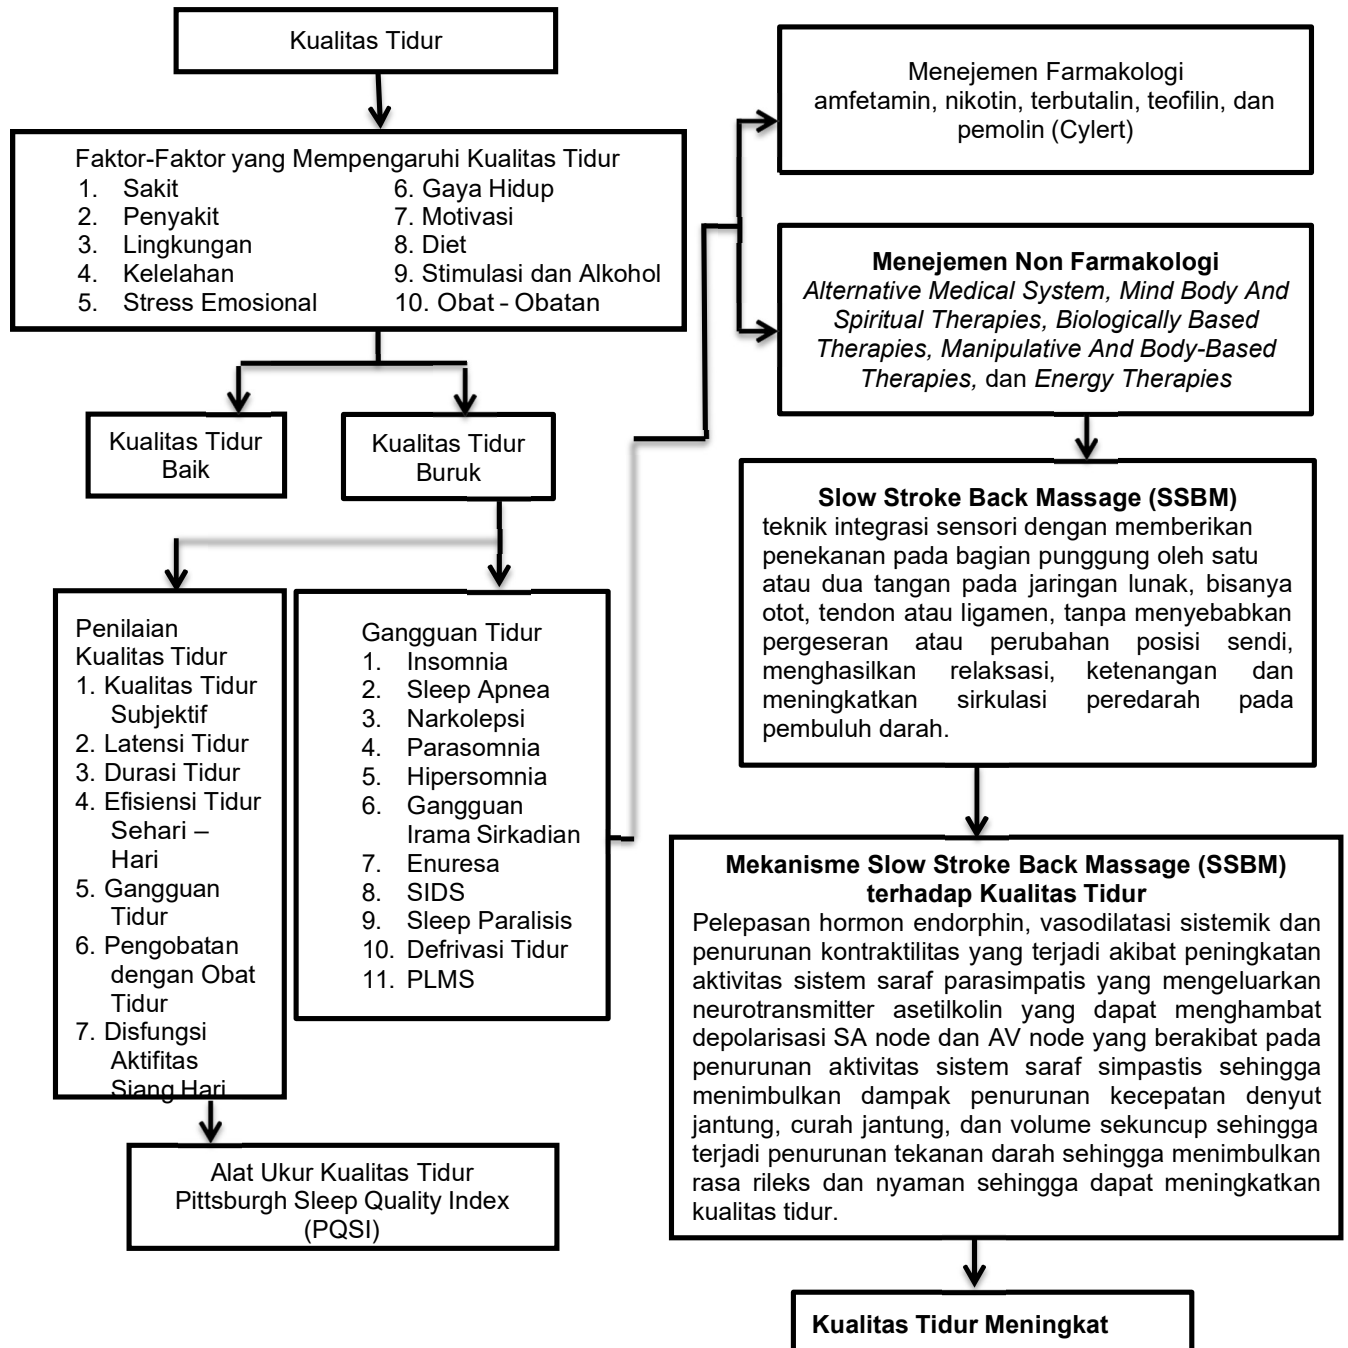 Kualitas Tidur
Faktor-Faktor yang Mempengaruhi Kualitas Tidur
1. Sakit
2. Penyakit
3. Lingkungan
4. Kelelahan
5. Stress Emosional
6. Gaya Hidup
7. Motivasi
8. Diet
9. Stimulasi dan Alkohol
10. Obat - Obatan
Kualitas Tidur
Baik
Kualitas Tidur
Buruk
Penilaian
Kualitas Tidur
1. Kualitas Tidur
Subjektif
2. Latensi Tidur
3. Durasi Tidur
4. Efisiensi Tidur
Sehari –
Hari
5. Gangguan
Tidur
6. Pengobatan
dengan Obat
Tidur
7. Disfungsi
Aktifitas
Siang Hari
Gangguan Tidur
1. Insomnia
2. Sleep Apnea
3. Narkolepsi
4. Parasomnia
5. Hipersomnia
6. Gangguan
Irama Sirkadian
7. Enuresa
8. SIDS
9. Sleep Paralisis
10. Defrivasi Tidur
11. PLMS
Alat Ukur Kualitas Tidur
Pittsburgh Sleep Quality Index
(PQSI)
Menejemen Farmakologi
amfetamin, nikotin, terbutalin, teofilin, dan
pemolin (Cylert)
Menejemen Non Farmakologi
Alternative Medical System, Mind Body And
Spiritual Therapies, Biologically Based
Therapies, Manipulative And Body-Based
Therapies, dan Energy Therapies
Slow Stroke Back Massage (SSBM)
teknik integrasi sensori dengan memberikan
penekanan pada bagian punggung oleh satu
atau dua tangan pada jaringan lunak, bisanya
otot, tendon atau ligamen, tanpa menyebabkan
pergeseran atau perubahan posisi sendi,
menghasilkan relaksasi, ketenangan dan
meningkatkan sirkulasi peredarah pada
pembuluh darah.
Mekanisme Slow Stroke Back Massage (SSBM)
terhadap Kualitas Tidur
Pelepasan hormon endorphin, vasodilatasi sistemik dan
penurunan kontraktilitas yang terjadi akibat peningkatan
aktivitas sistem saraf parasimpatis yang mengeluarkan
neurotransmitter asetilkolin yang dapat menghambat
depolarisasi SA node dan AV node yang berakibat pada
penurunan aktivitas sistem saraf simpastis sehingga
menimbulkan dampak penurunan kecepatan denyut
jantung, curah jantung, dan volume sekuncup sehingga
terjadi penurunan tekanan darah sehingga menimbulkan
rasa rileks dan nyaman sehingga dapat meningkatkan
kualitas tidur.
Kualitas Tidur Meningkat